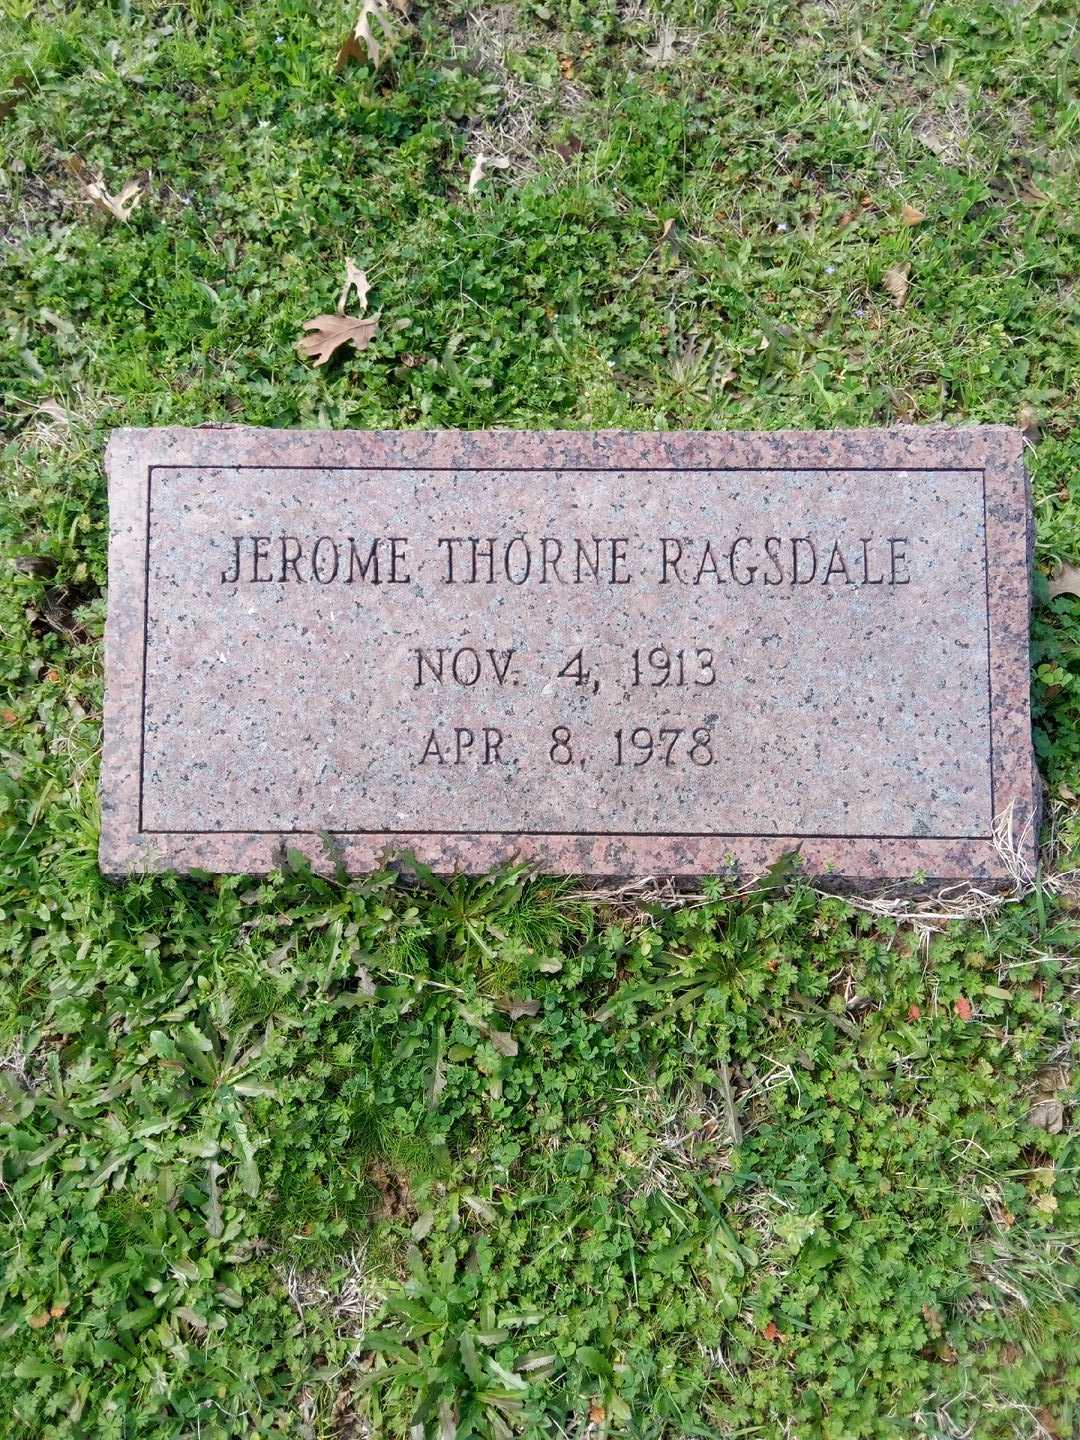 JEROME THORNE RAGSDALE
NOV. 4, 1913
APR. 8, 1978